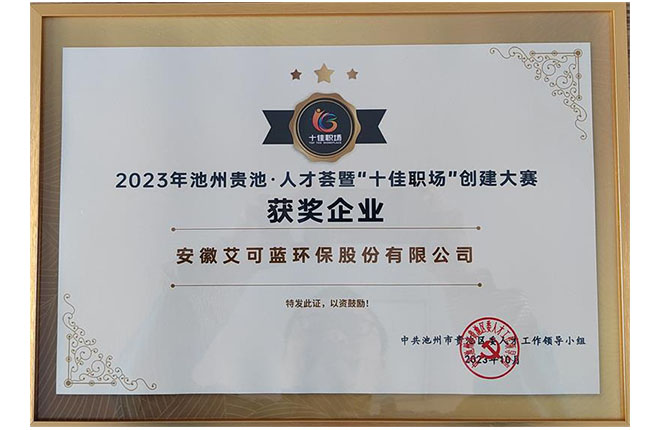 十佳职场
TOP TEN WORKPLACE
2023年池州贵池·人才荟暨“十佳职场”创建大赛
获奖企业
安徽艾可蓝环保股份有限公司
特发此证，以资鼓励！
中共池州市贵池区委人才工作领导小组
2023年10月